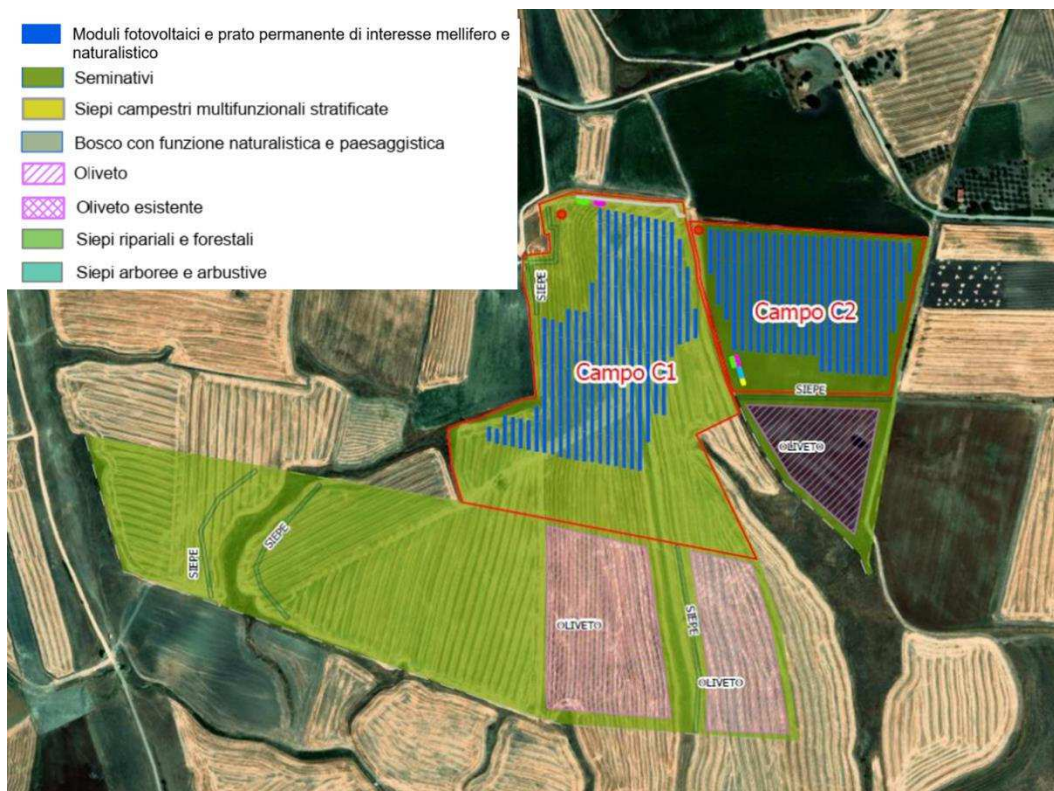 Moduli fotovoltaici e prato permanente di interesse mellifero e
naturalistico
Seminativi
Siepi campestri multifunzionali stratificate
Bosco con funzione naturalistica e paesaggistica
Oliveto
Oliveto esistente
Siepi ripariali e forestali
Siepi arboree e arbustive
SIEPE
Campo C2
Campo C1
SIEPE
OLIVETO
SIEPE
SIEPE
OLIVETO
SIEPE
OLIVETO